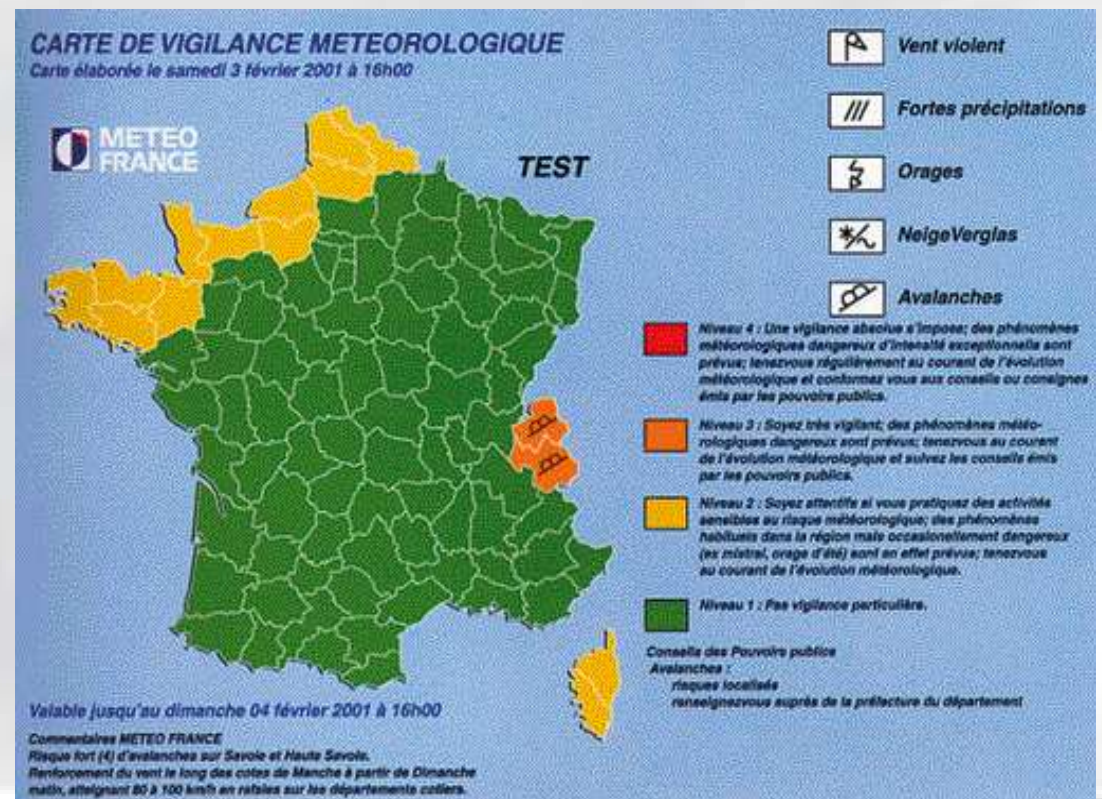 CARTE DE VIGILANCE METEOROLOGIQUE
Carte élaborée le samedi 3 février 2001 à 16h00
METEO
FRANCE
TEST
Vent violent
Fortes précipitations
Orages
NeigeVerglas
Avalanches
Niveau 4 : Une vigilance absolue s'impose; des phénomènes
météorologiques dangereux d'intensité exceptionnelle sont
prévus; tenezvous régulièrement au courant de l'évolution
météorologique et conformez vous aux conseils ou consignes
émis par les pouvoirs publics.
Niveau 3 : Soyez très vigilant; des phénomènes météo-
rologiques dangereux sont prévus; tenezvous au courant
de l'évolution météorologique et suivez les conseils émis
par les pouvoirs publics.
Niveau 2 : Soyez attentifs si vous pratiquez des activités
sensibles au risque météorologique; des phénomènes
habituels dans la région mais occasionellement dangereux
(ex mistral, orage d'été) sont en effet prévus; tenezvous
au courant de l'évolution météorologique.
Niveau 1 : Pas vigilance particulière.
Conseils des Pouvoirs publics
Avalanches :
risques localisés
renseignezvous auprès de la préfecture du département
Valable jusqu'au dimanche 04 février 2001 à 16h00
Commentaires METEO FRANCE
Risque fort (4) d'avalanches sur Savoie et Haute Savoie.
Renforcement du vent le long des cotes de Manche à partir de Dimanche
matin, atteignant 80 à 100 km/h en rafales sur les départements cotiers.